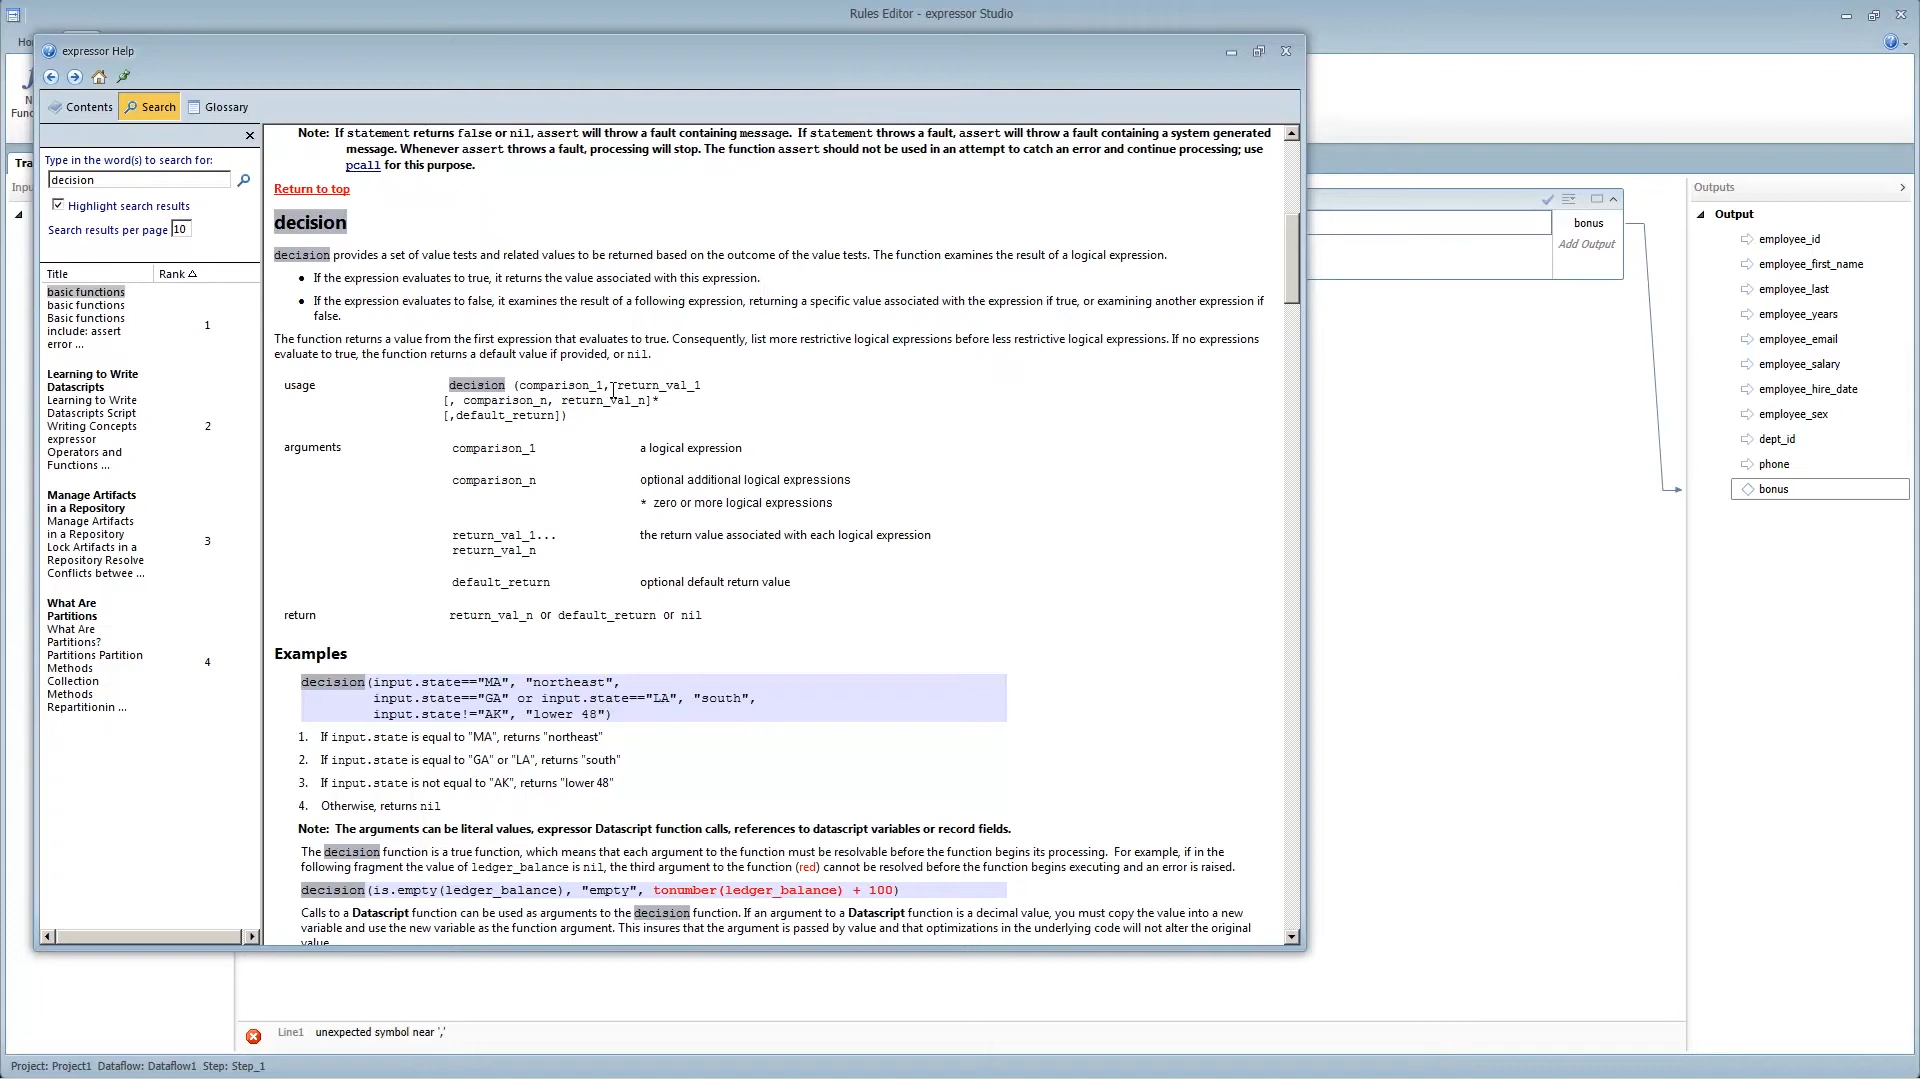 Rules Editor - expressor Studio
expressor Help
Contents
Search
Glossary
Type in the word(s) to search for:
decision
Highlight search results
Search results per page 10
Title
Rank
basic functions
basic functions
Basic functions
include: assert
error ...
1
Learning to Write
Datascripts
Learning to Write
Datascripts Script
Writing Concepts
expressor
Operators and
Functions ...
2
Manage Artifacts
in a Repository
Manage Artifacts
in a Repository
Lock Artifacts in a
Repository Resolve
Conflicts betwee ...
3
What Are
Partitions
What Are
Partitions?
Partitions Partition
Methods
Collection
Methods
Repartitionin ...
4
Note: If statement returns false or nil, assert will throw a fault containing message. If statement throws a fault, assert will throw a fault containing a system generated
message. Whenever assert throws a fault, processing will stop. The function assert should not be used in an attempt to catch an error and continue processing; use
pcall for this purpose.
Return to top
decision
decision provides a set of value tests and related values to be returned based on the outcome of the value tests. The function examines the result of a logical expression.
• If the expression evaluates to true, it returns the value associated with this expression.
• If the expression evaluates to false, it examines the result of a following expression, returning a specific value associated with the expression if true, or examining another expression if
false.
The function returns a value from the first expression that evaluates to true. Consequently, list more restrictive logical expressions before less restrictive logical expressions. If no expressions
evaluate to true, the function returns a default value if provided, or nil.
usage
decision (comparison_1, return_val_1
[, comparison_n, return_val_n]*
[,default_return])
arguments
comparison_1
a logical expression
comparison_n
optional additional logical expressions
* zero or more logical expressions
return_val_1...
return_val_n
the return value associated with each logical expression
default_return
optional default return value
return
return_val_n or default_return or nil
Examples
decision(input.state=="MA", "northeast",
input.state=="GA" or input.state=="LA", "south",
input.state!="AK", "lower 48")
1. If input.state is equal to "MA", returns "northeast"
2. If input.state is equal to "GA" or "LA", returns "south"
3. If input.state is not equal to "AK", returns "lower 48"
4. Otherwise, returns nil
Note: The arguments can be literal values, expressor Datascript function calls, references to datascript variables or record fields.
The decision function is a true function, which means that each argument to the function must be resolvable before the function begins its processing. For example, if in the
following fragment the value of ledger_balance is nil, the third argument to the function (red) cannot be resolved before the function begins executing and an error is raised.
decision(is.empty(ledger_balance), "empty", tonumber(ledger_balance) + 100)
Calls to a Datascript function can be used as arguments to the decision function. If an argument to a Datascript function is a decimal value, you must copy the value into a new
variable and use the new variable as the function argument. This insures that the argument is passed by value and that optimizations in the underlying code will not alter the original
value.
bonus
Add Output
Outputs
Output
employee_id
employee_first_name
employee_last
employee_years
employee_email
employee_salary
employee_hire_date
employee_sex
dept_id
phone
bonus
Line1 unexpected symbol near ','
Project: Project1 Dataflow: Dataflow1 Step: Step_1